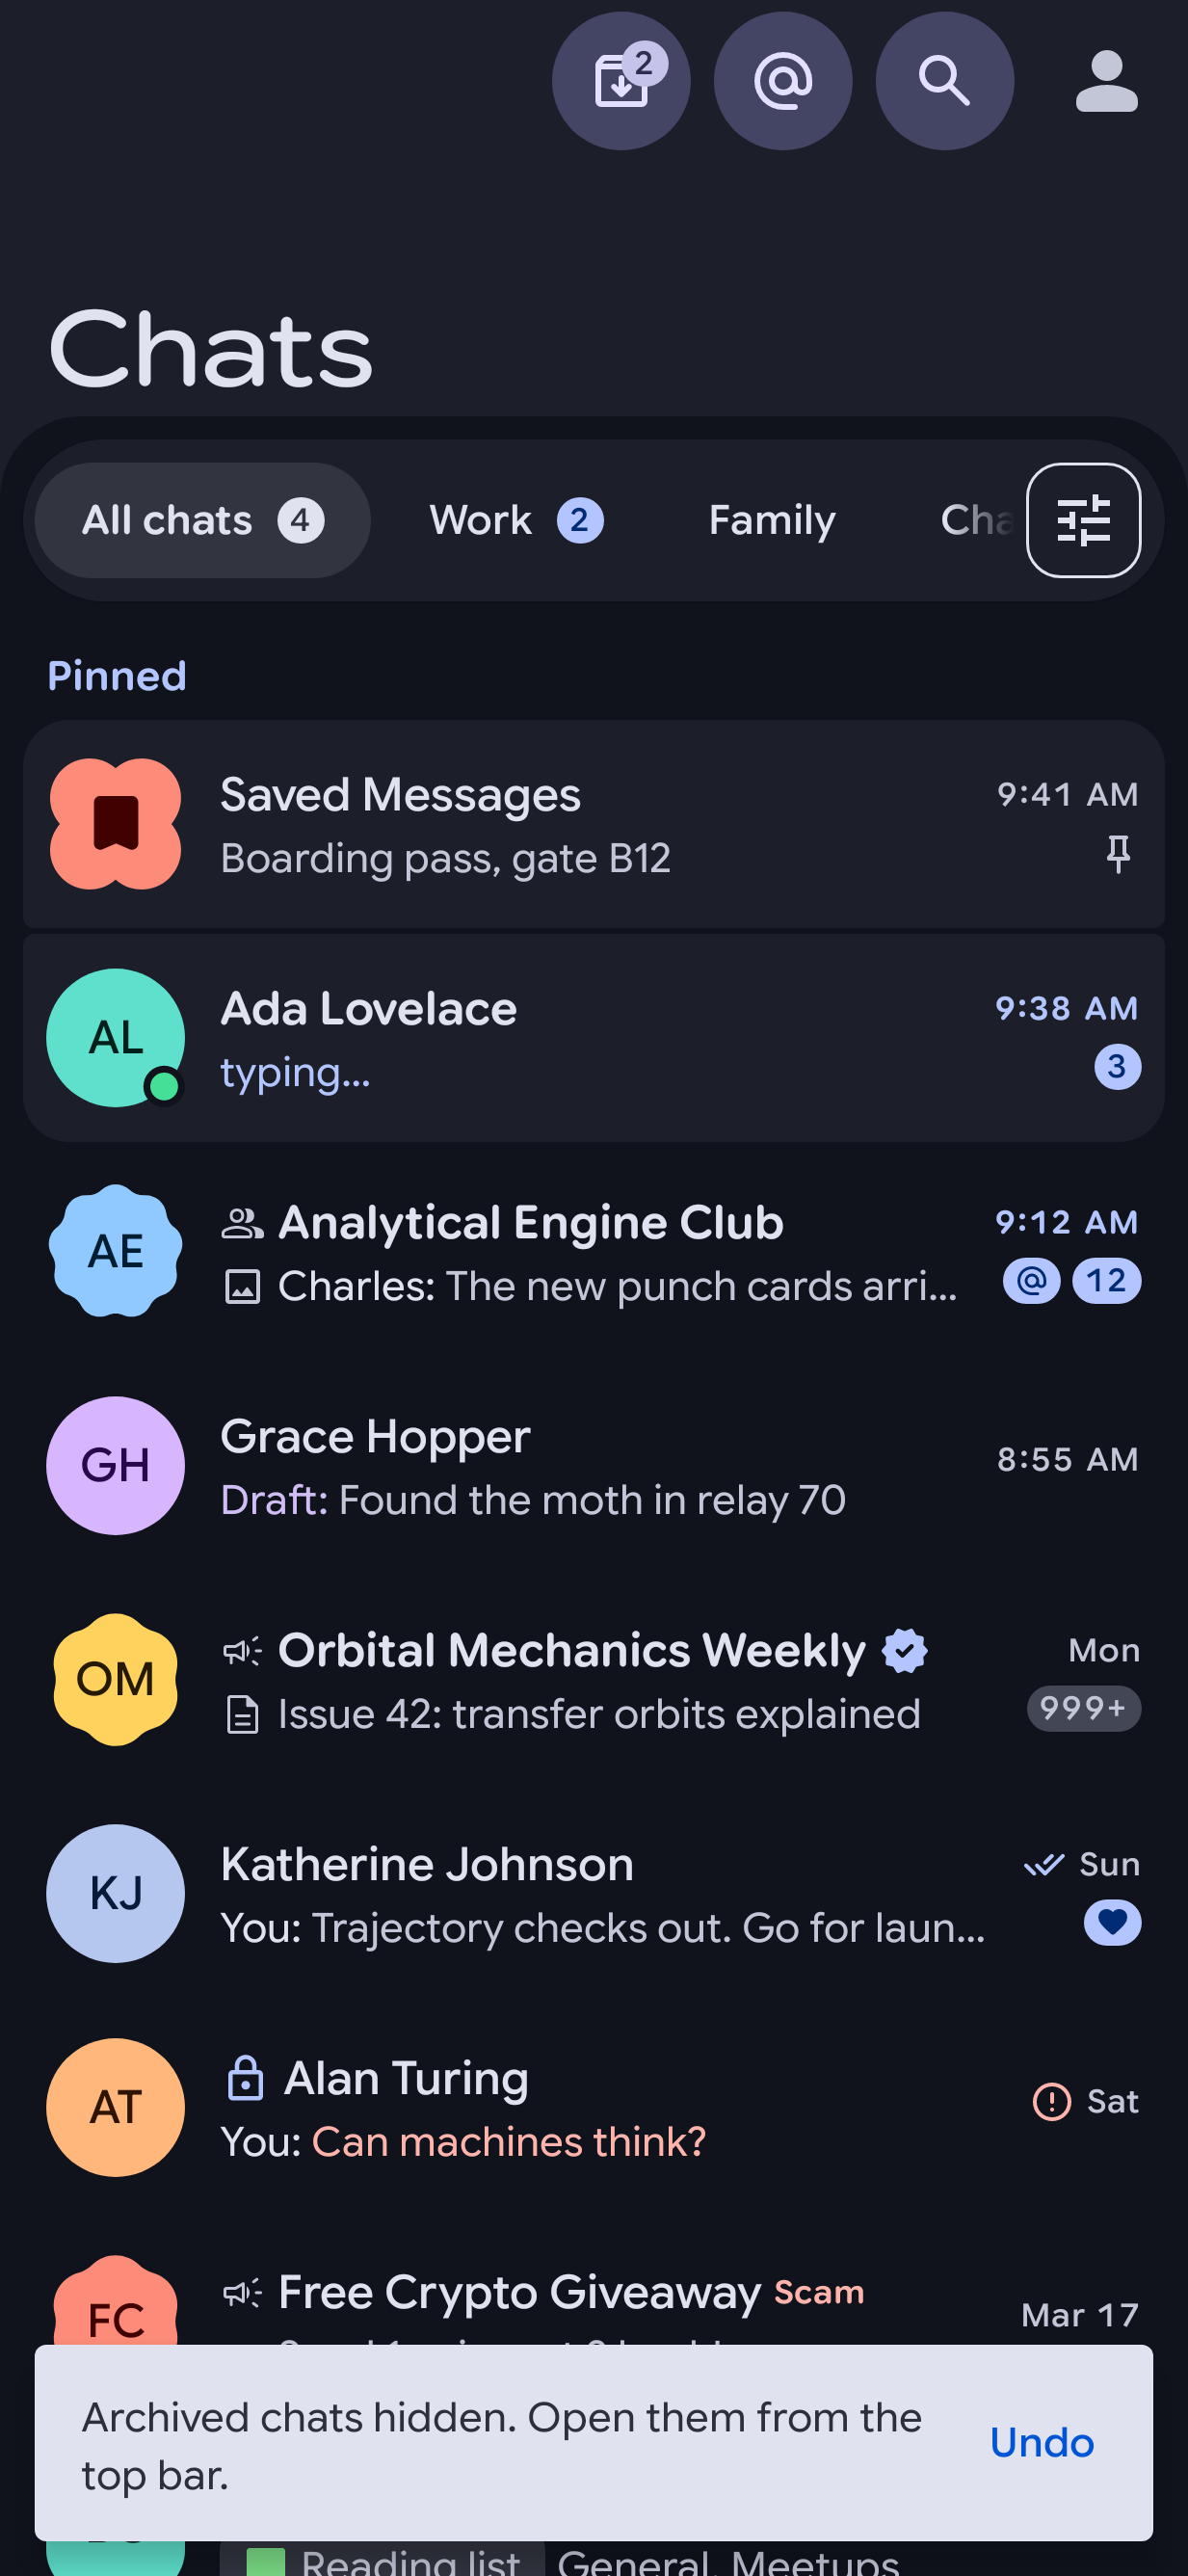 2
Chats
All chats 4 Work 2 Family Cha
Pinned
Saved Messages 9:41 AM
Boarding pass, gate B12
AL Ada Lovelace 9:38 AM
typing... 3
AE Analytical Engine Club 9:12 AM
Charles: The new punch cards arri... @ 12
GH Grace Hopper 8:55 AM
Draft: Found the moth in relay 70
OM Orbital Mechanics Weekly Mon
Issue 42: transfer orbits explained 999+
KJ Katherine Johnson Sun
You: Trajectory checks out. Go for laun...
AT Alan Turing Sat
You: Can machines think?
FC Free Crypto Giveaway Scam Mar 17
Archived chats hidden. Open them from the
top bar.
Undo
Reading list General, Meetups